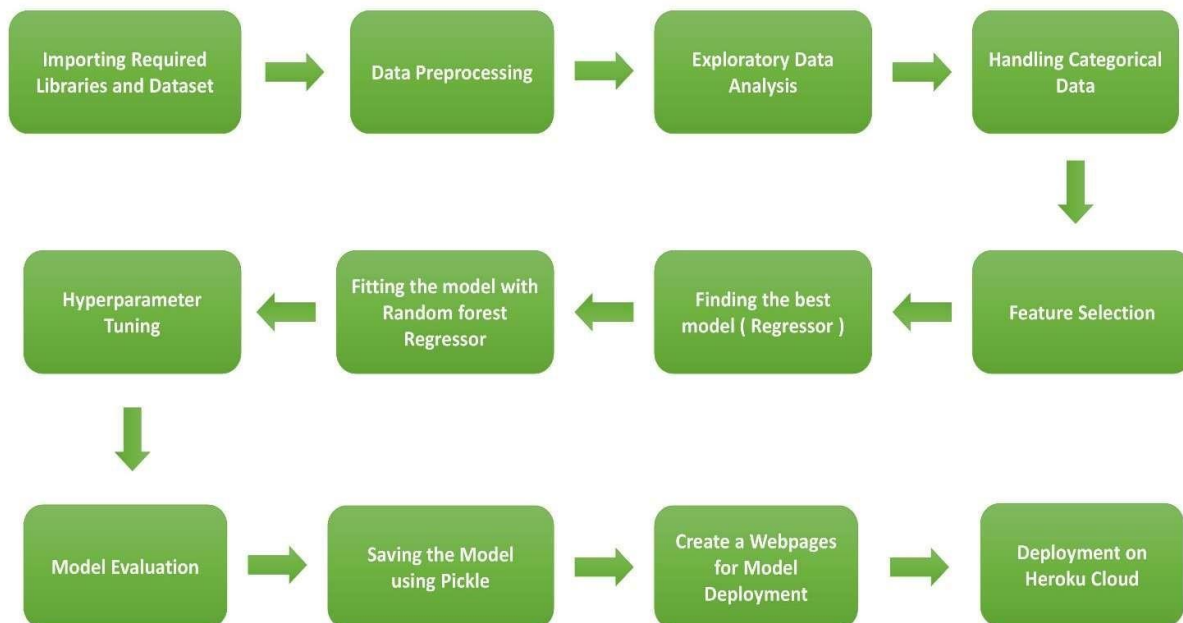 Importing Required
Libraries and Dataset
Data Preprocessing
Exploratory Data
Analysis
Handling Categorical
Data
Feature Selection
Finding the best
model ( Regressor )
Fitting the model with
Random forest
Regressor
Hyperparameter
Tuning
Model Evaluation
Saving the Model
using Pickle
Create a Webpages
for Model
Deployment
Deployment on
Heroku Cloud